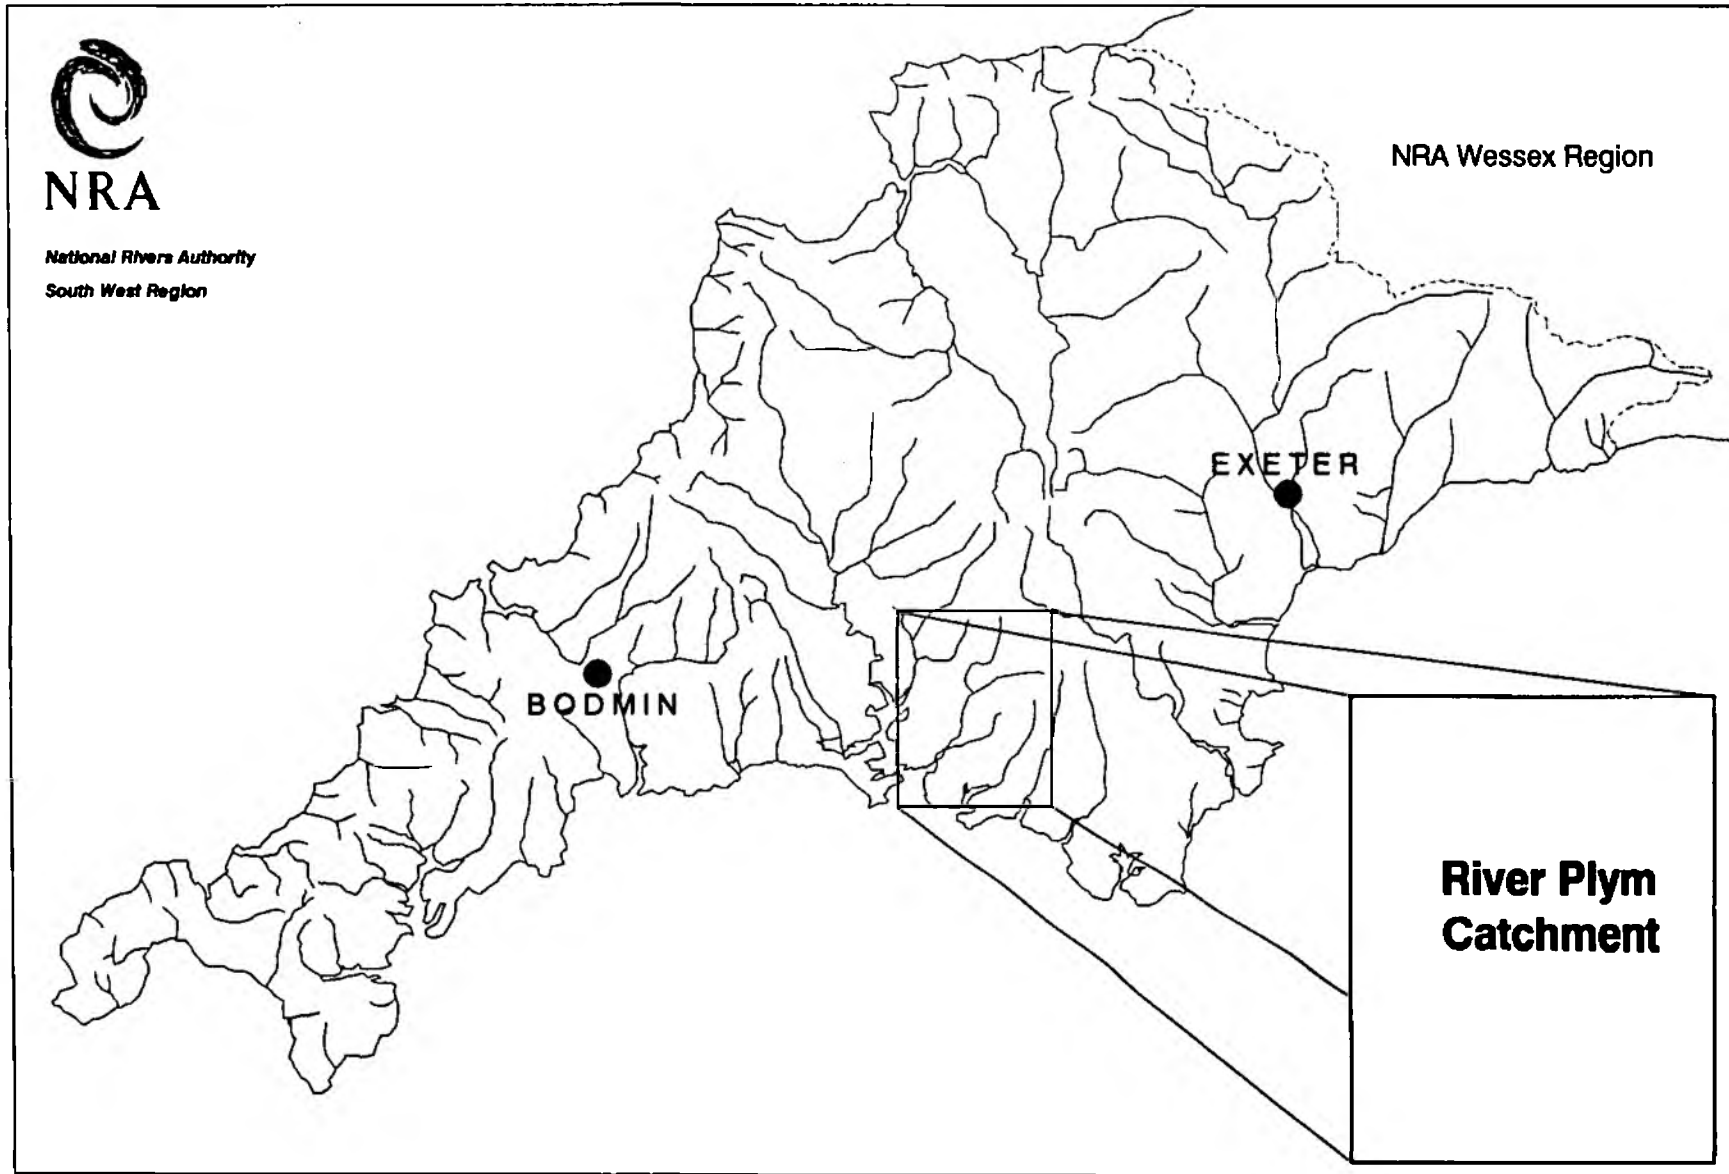 NRA
National Rivers Authority
South West Region
NRA Wessex Region
EXETER
BODMIN
River Plym
Catchment